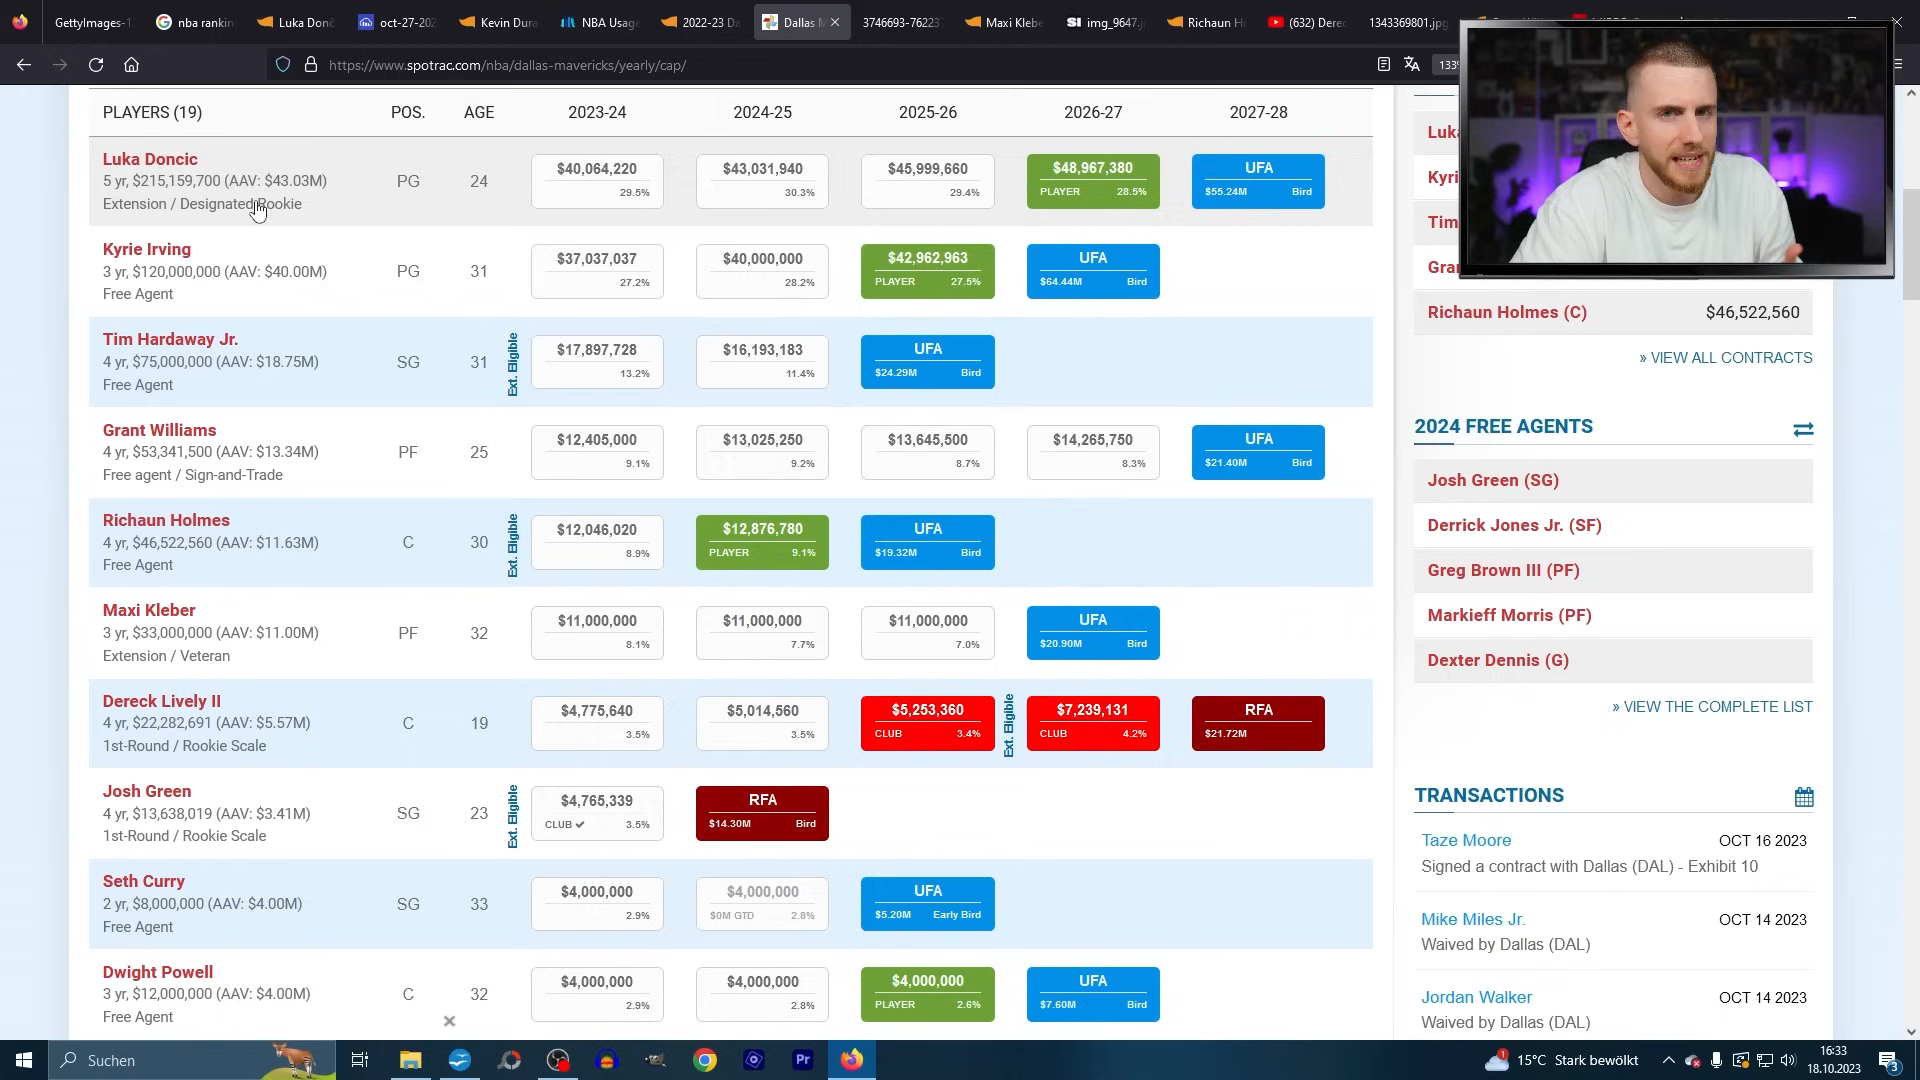 GettyImages-1
nba rankin
Luka Donč
oct-27-202
Kevin Dura
NBA Usag
2022-23 Da
Dallas M
3746693-76223
Maxi Klebe
SI img_9647.j
Richaun H
(632) Derec
1343369801.jpg
https://www.spotrac.com/nba/dallas-mavericks/yearly/cap/
133%
PLAYERS (19) POS. AGE 2023-24 2024-25 2025-26 2026-27 2027-28
Luka Doncic
5 yr, $215,159,700 (AAV: $43.03M)
Extension / Designated Rookie
PG 24
$40,064,220
29.5%
$43,031,940
30.3%
$45,999,660
29.4%
$48,967,380
PLAYER 28.5%
UFA
$55.24M Bird
Kyrie Irving
3 yr, $120,000,000 (AAV: $40.00M)
Free Agent
PG 31
$37,037,037
27.2%
$40,000,000
28.2%
$42,962,963
PLAYER 27.5%
UFA
$64.44M Bird
Tim Hardaway Jr.
4 yr, $75,000,000 (AAV: $18.75M)
Free Agent
SG 31
Ext. Eligible
$17,897,728
13.2%
$16,193,183
11.4%
UFA
$24.29M Bird
Grant Williams
4 yr, $53,341,500 (AAV: $13.34M)
Free agent / Sign-and-Trade
PF 25
$12,405,000
9.1%
$13,025,250
9.2%
$13,645,500
8.7%
$14,265,750
8.3%
UFA
$21.40M Bird
Richaun Holmes
4 yr, $46,522,560 (AAV: $11.63M)
Free Agent
C 30
Ext. Eligible
$12,046,020
8.9%
$12,876,780
PLAYER 9.1%
UFA
$19.32M Bird
Maxi Kleber
3 yr, $33,000,000 (AAV: $11.00M)
Extension / Veteran
PF 32
$11,000,000
8.1%
$11,000,000
7.7%
$11,000,000
7.0%
UFA
$20.90M Bird
Dereck Lively II
4 yr, $22,282,691 (AAV: $5.57M)
1st-Round / Rookie Scale
C 19
$4,775,640
3.5%
$5,014,560
3.5%
$5,253,360
CLUB 3.4%
Ext. Eligible
$7,239,131
CLUB 4.2%
RFA
$21.72M
Josh Green
4 yr, $13,638,019 (AAV: $3.41M)
1st-Round / Rookie Scale
SG 23
Ext. Eligible
$4,765,339
CLUB ✓ 3.5%
RFA
$14.30M Bird
Seth Curry
2 yr, $8,000,000 (AAV: $4.00M)
Free Agent
SG 33
$4,000,000
2.9%
$4,000,000
$0M GTD 2.8%
UFA
$5.20M Early Bird
Dwight Powell
3 yr, $12,000,000 (AAV: $4.00M)
Free Agent
C 32
$4,000,000
2.9%
$4,000,000
2.8%
$4,000,000
PLAYER 2.6%
UFA
$7.60M Bird
Luk
Kyri
Tim
Gra
Richaun Holmes (C) $46,522,560
» VIEW ALL CONTRACTS
2024 FREE AGENTS
Josh Green (SG)
Derrick Jones Jr. (SF)
Greg Brown III (PF)
Markieff Morris (PF)
Dexter Dennis (G)
» VIEW THE COMPLETE LIST
TRANSACTIONS
Taze Moore OCT 16 2023
Signed a contract with Dallas (DAL) - Exhibit 10
Mike Miles Jr. OCT 14 2023
Waived by Dallas (DAL)
Jordan Walker OCT 14 2023
Waived by Dallas (DAL)
Suchen
Pr
1
15°C Stark bewölkt
16:33
18.10.2023
3